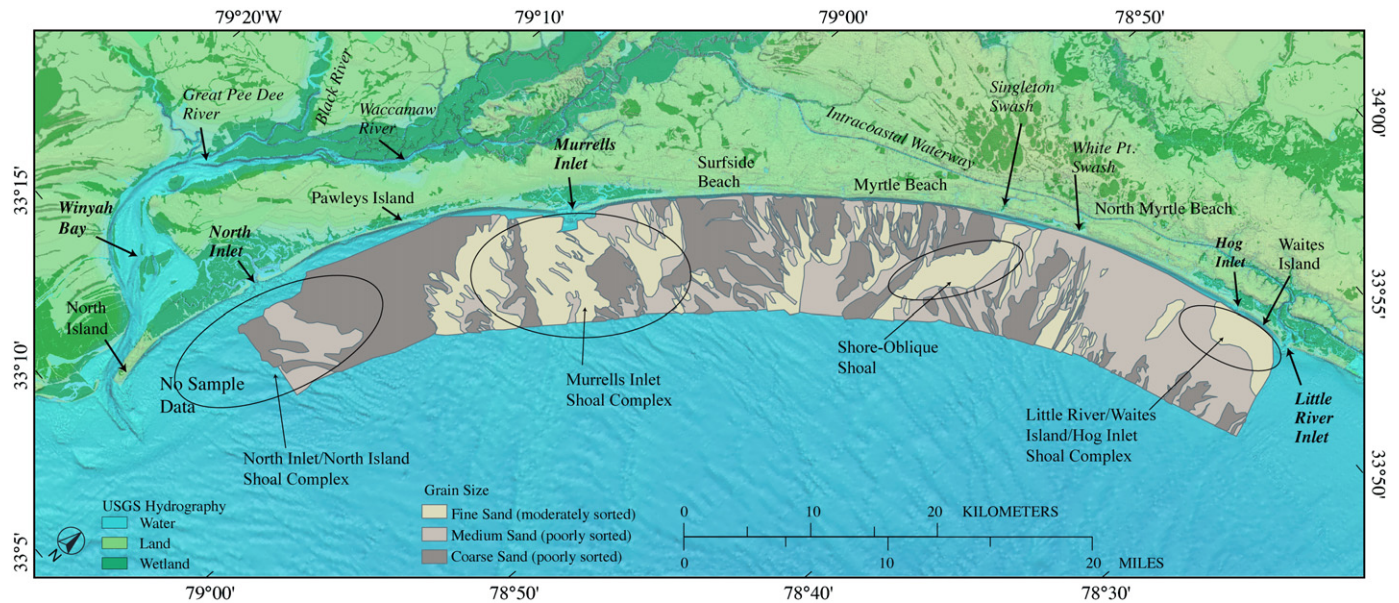 79°20'W
79°10'
79°00'
78°50'
34°00'
33°55'
33°50'
33°15'
33°10'
33°5'
79°00'
78°50'
78°40'
78°30'
Great Pee Dee
River
Black River
Waccamaw
River
Murrells
Inlet
Surfside
Beach
Intracoastal Waterway
Singleton
Swash
White Pt.
Swash
Myrtle Beach
North Myrtle Beach
Pawleys Island
Winyah
Bay
North
Inlet
North
Island
Hog
Inlet
Waites
Island
Little
River
Inlet
No Sample
Data
North Inlet/North Island
Shoal Complex
Murrells Inlet
Shoal Complex
Shore-Oblique
Shoal
Little River/Waites
Island/Hog Inlet
Shoal Complex
N
USGS Hydrography
Water
Land
Wetland
Grain Size
Fine Sand (moderately sorted)
Medium Sand (poorly sorted)
Coarse Sand (poorly sorted)
0 10 20 KILOMETERS
0 10 20 MILES